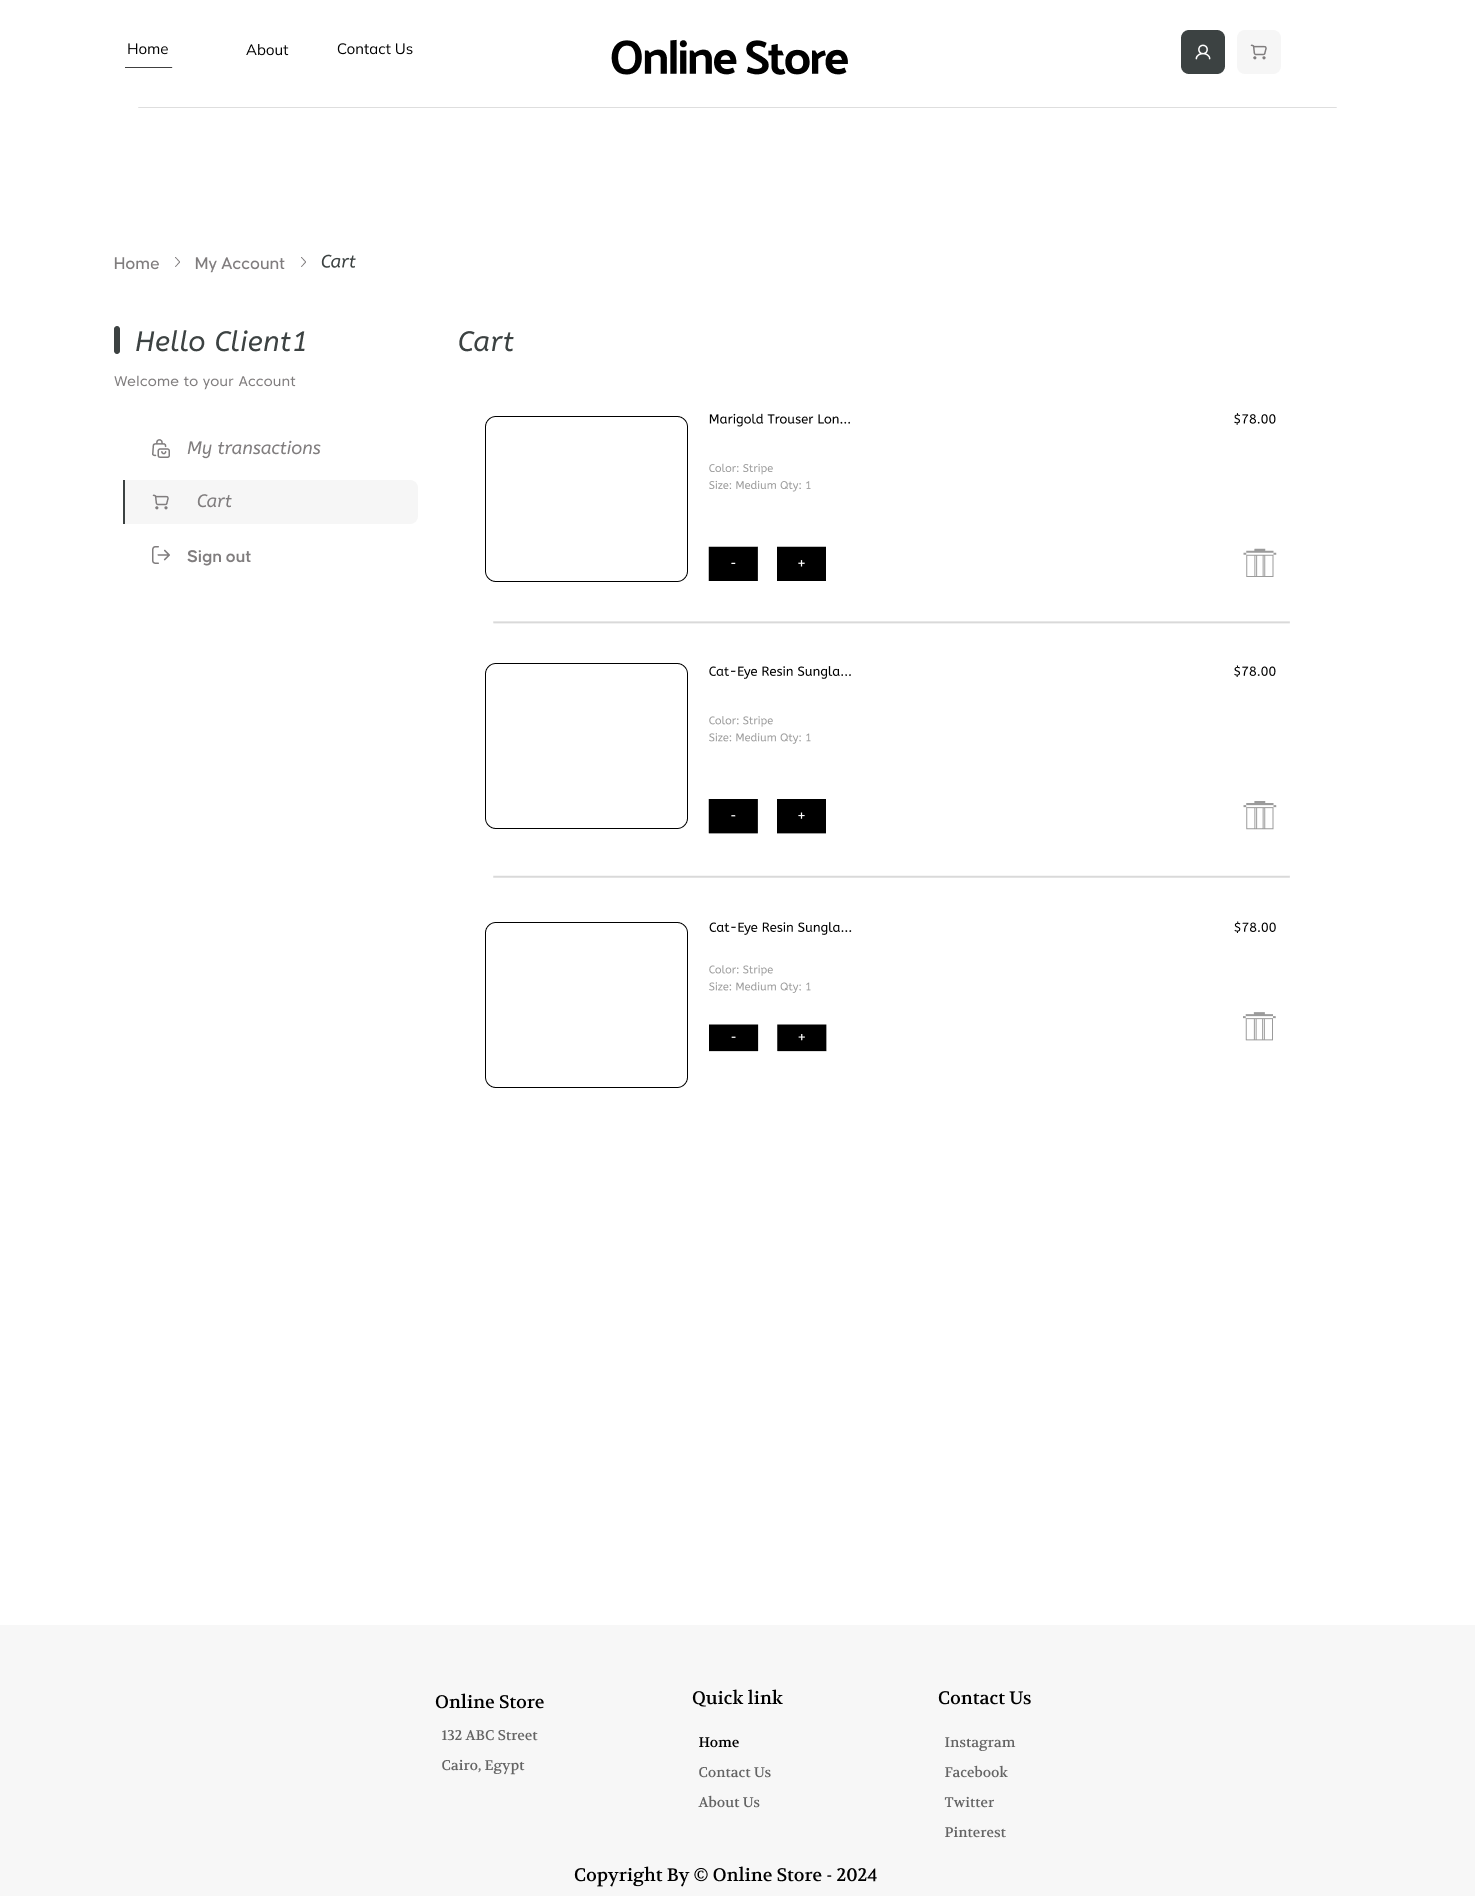 Home
About
Contact Us
Online Store
Home
My Account
Cart
Hello Client1
Welcome to your Account
My transactions
Cart
Sign out
Cart
Marigold Trouser Lon...
$78.00
Color: Stripe
Size: Medium Qty: 1
-
+
Cat-Eye Resin Sungla...
$78.00
Color: Stripe
Size: Medium Qty: 1
-
+
Cat-Eye Resin Sungla...
$78.00
Color: Stripe
Size: Medium Qty: 1
-
+
Online Store
132 ABC Street
Cairo, Egypt
Quick link
Home
Contact Us
About Us
Contact Us
Instagram
Facebook
Twitter
Pinterest
Copyright By © Online Store - 2024